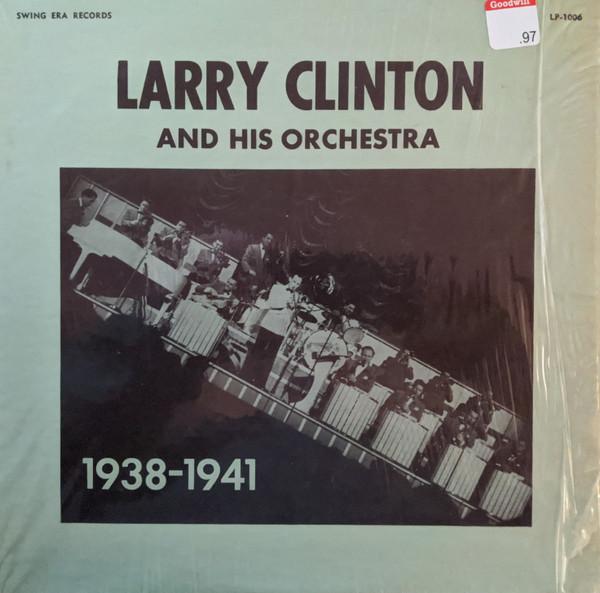 SWING ERA RECORDS
Goodwill
.97
LP-1006
LARRY CLINTON
AND HIS ORCHESTRA
1938-1941